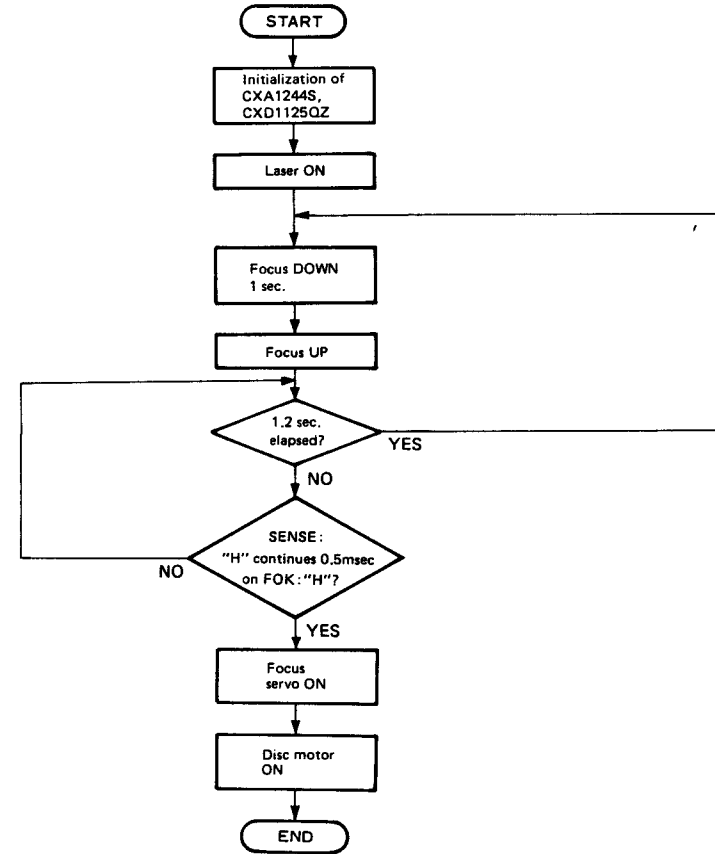 START
Initialization of
CXA1244S,
CXD1125QZ
Laser ON
Focus DOWN
1 sec.
Focus UP
1.2 sec.
elapsed?
YES
NO
SENSE:
"H" continues 0.5msec
on FOK:"H"?
NO
YES
Focus
servo ON
Disc motor
ON
END